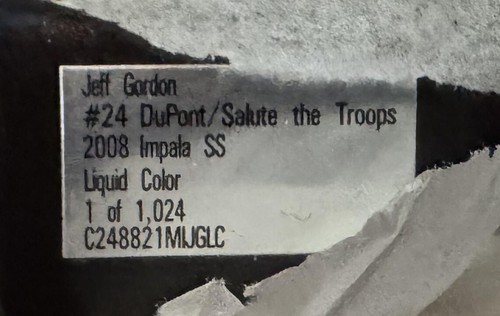 Jeff Gordon
#24 DuPont/Salute the Troops
2008 Impala SS
Liquid Color
1 of 1,024
C248821MIJGLC